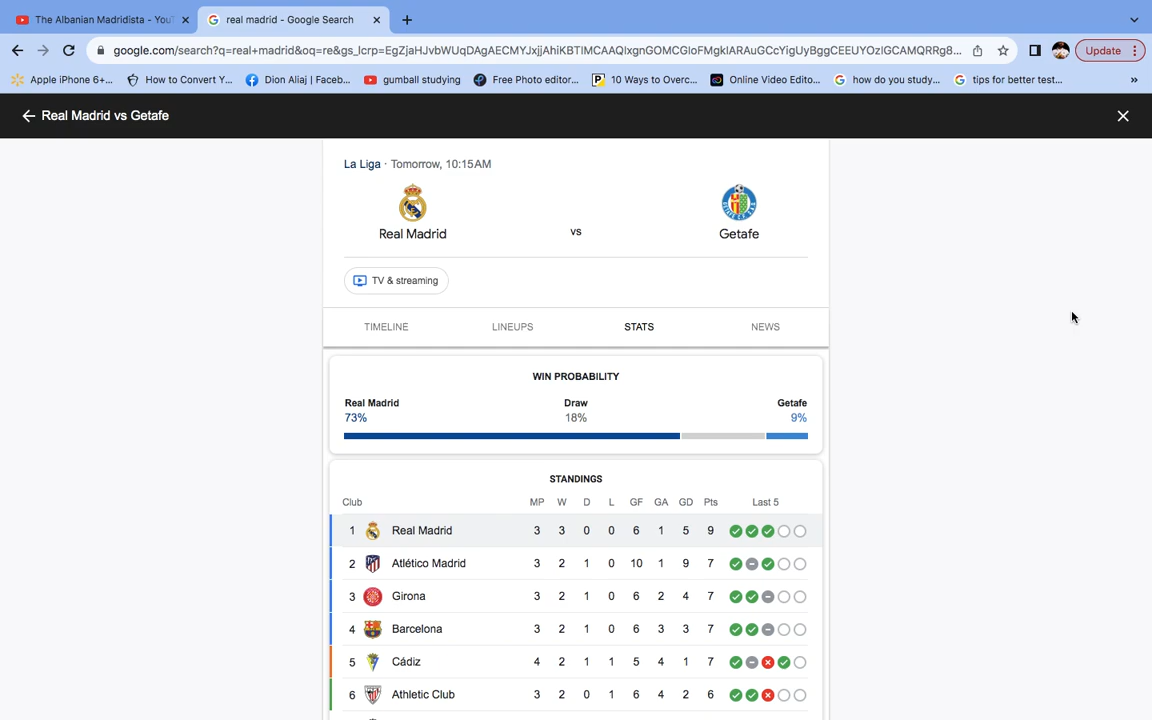 The Albanian Madridista - YouT
real madrid - Google Search
google.com/search?q=real+madrid&oq=re&gs_lcrp=EgZjaHJvbWUqDAgAECMYJxjjAhiKBTIMCAAQIxgnGOMCGIoFMgkIARAuGCcYigUyBggCEEUYOzIGCAMQRRg8...
Update
Apple iPhone 6+...
How to Convert Y...
Dion Aliaj | Faceb...
gumball studying
Free Photo editor...
10 Ways to Overc...
Online Video Edito...
how do you study...
tips for better test...
»
Real Madrid vs Getafe
La Liga · Tomorrow, 10:15AM
Real Madrid vs Getafe
TV & streaming
TIMELINE LINEUPS STATS NEWS
WIN PROBABILITY
Real Madrid Draw Getafe
73% 18% 9%
STANDINGS
Club MP W D L GF GA GD Pts Last 5
1 Real Madrid 3 3 0 0 6 1 5 9
2 Atlético Madrid 3 2 1 0 10 1 9 7
3 Girona 3 2 1 0 6 2 4 7
4 Barcelona 3 2 1 0 6 3 3 7
5 Cádiz 4 2 1 1 5 4 1 7
6 Athletic Club 3 2 0 1 6 4 2 6